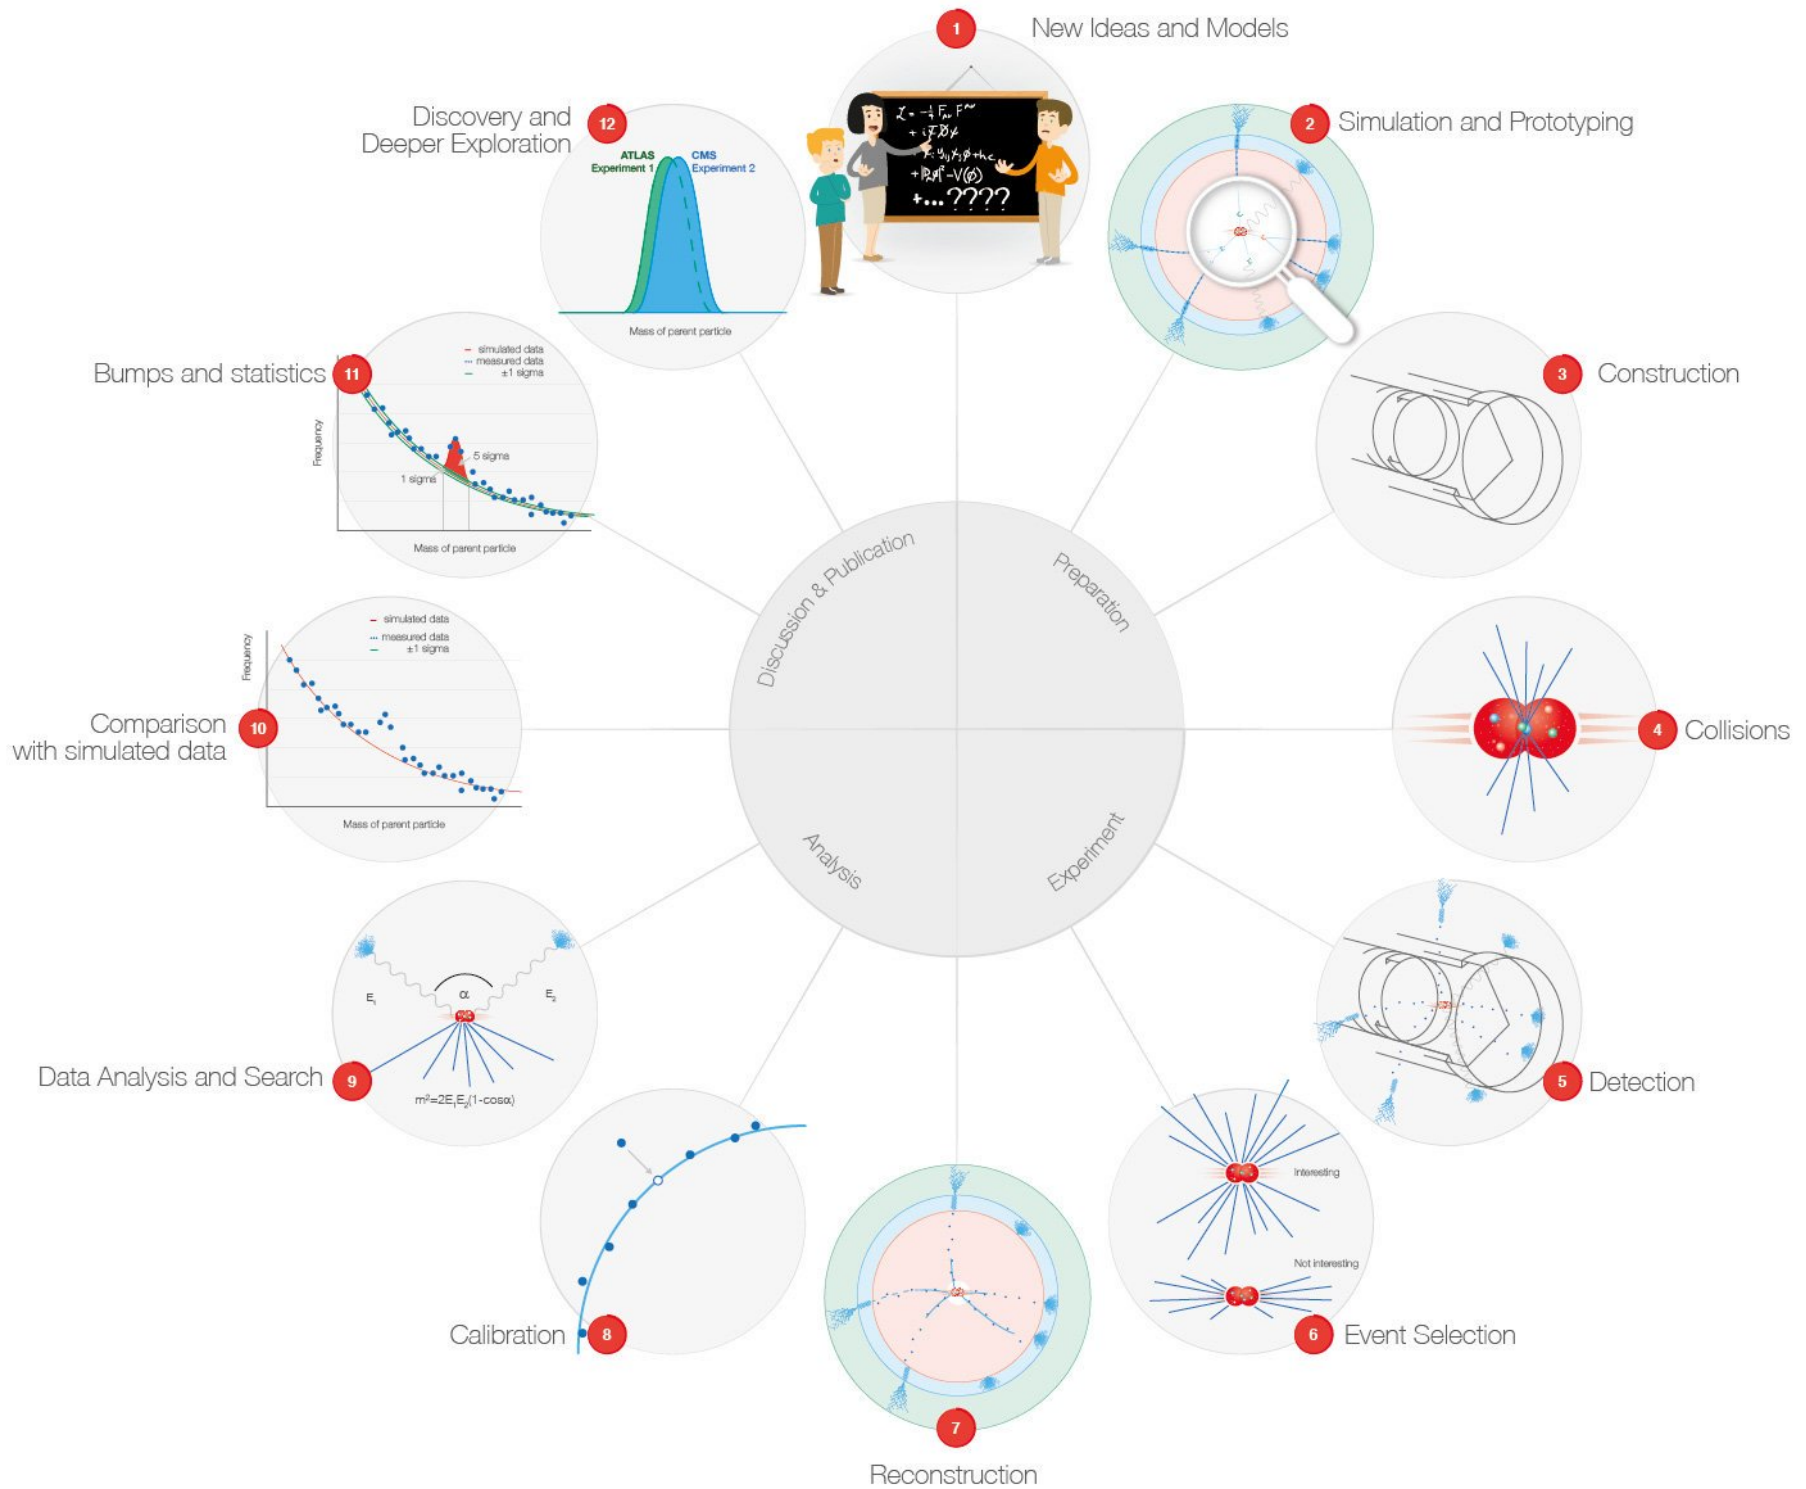 1
New Ideas and Models
+...????
2
Simulation and Prototyping
3
Construction
4
Collisions
5
Detection
6
Event Selection
Interesting
Not interesting
7
Reconstruction
8
Calibration
9
Data Analysis and Search
E₁
α
E₂
m²=2E₁E₂(1-cosα)
10
Comparison
with simulated data
simulated data
measured data
±1 sigma
Frequency
Mass of parent particle
11
Bumps and statistics
simulated data
measured data
±1 sigma
5 sigma
1 sigma
Frequency
Mass of parent particle
12
Discovery and
Deeper Exploration
ATLAS
Experiment 1
CMS
Experiment 2
Mass of parent particle
Discussion & Publication
Preparation
Analysis
Experiment